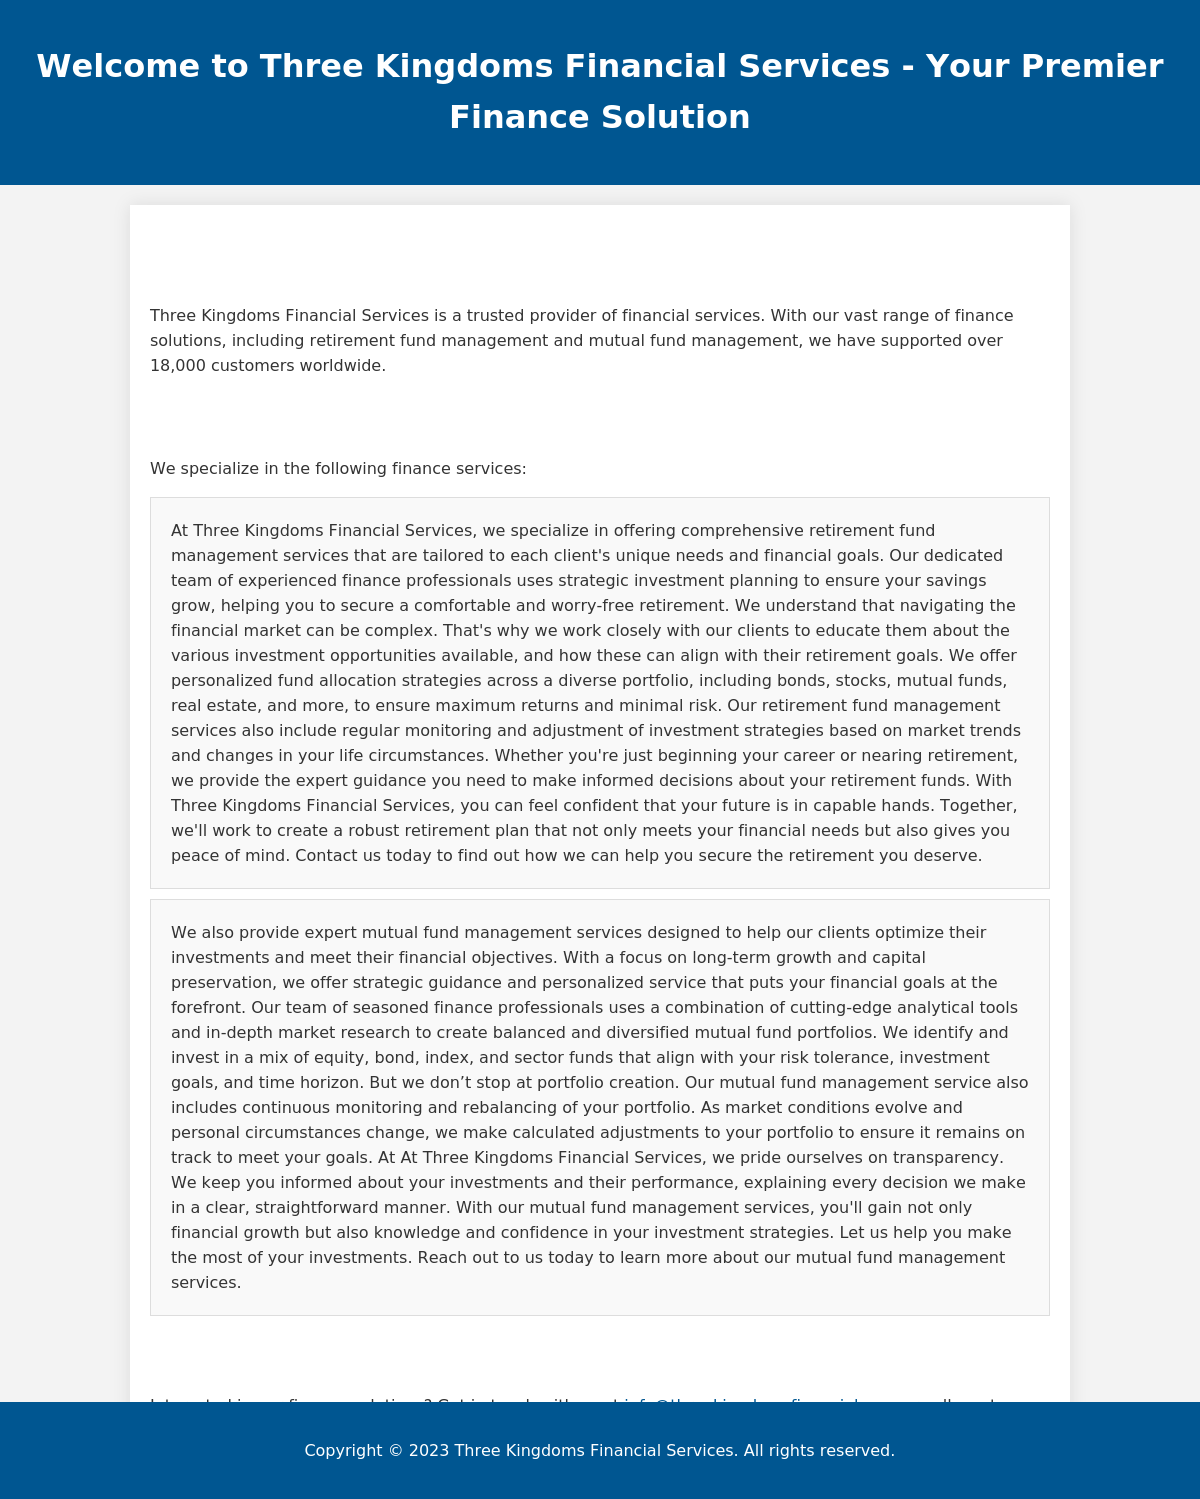 Welcome to Three Kingdoms Financial Services - Your Premier
Finance Solution
Three Kingdoms Financial Services is a trusted provider of financial services. With our vast range of finance
solutions, including retirement fund management and mutual fund management, we have supported over
18,000 customers worldwide.
We specialize in the following finance services:
At Three Kingdoms Financial Services, we specialize in offering comprehensive retirement fund
management services that are tailored to each client's unique needs and financial goals. Our dedicated
team of experienced finance professionals uses strategic investment planning to ensure your savings
grow, helping you to secure a comfortable and worry-free retirement. We understand that navigating the
financial market can be complex. That's why we work closely with our clients to educate them about the
various investment opportunities available, and how these can align with their retirement goals. We offer
personalized fund allocation strategies across a diverse portfolio, including bonds, stocks, mutual funds,
real estate, and more, to ensure maximum returns and minimal risk. Our retirement fund management
services also include regular monitoring and adjustment of investment strategies based on market trends
and changes in your life circumstances. Whether you're just beginning your career or nearing retirement,
we provide the expert guidance you need to make informed decisions about your retirement funds. With
Three Kingdoms Financial Services, you can feel confident that your future is in capable hands. Together,
we'll work to create a robust retirement plan that not only meets your financial needs but also gives you
peace of mind. Contact us today to find out how we can help you secure the retirement you deserve.
We also provide expert mutual fund management services designed to help our clients optimize their
investments and meet their financial objectives. With a focus on long-term growth and capital
preservation, we offer strategic guidance and personalized service that puts your financial goals at the
forefront. Our team of seasoned finance professionals uses a combination of cutting-edge analytical tools
and in-depth market research to create balanced and diversified mutual fund portfolios. We identify and
invest in a mix of equity, bond, index, and sector funds that align with your risk tolerance, investment
goals, and time horizon. But we don’t stop at portfolio creation. Our mutual fund management service also
includes continuous monitoring and rebalancing of your portfolio. As market conditions evolve and
personal circumstances change, we make calculated adjustments to your portfolio to ensure it remains on
track to meet your goals. At At Three Kingdoms Financial Services, we pride ourselves on transparency.
We keep you informed about your investments and their performance, explaining every decision we make
in a clear, straightforward manner. With our mutual fund management services, you'll gain not only
financial growth but also knowledge and confidence in your investment strategies. Let us help you make
the most of your investments. Reach out to us today to learn more about our mutual fund management
services.
Copyright © 2023 Three Kingdoms Financial Services. All rights reserved.